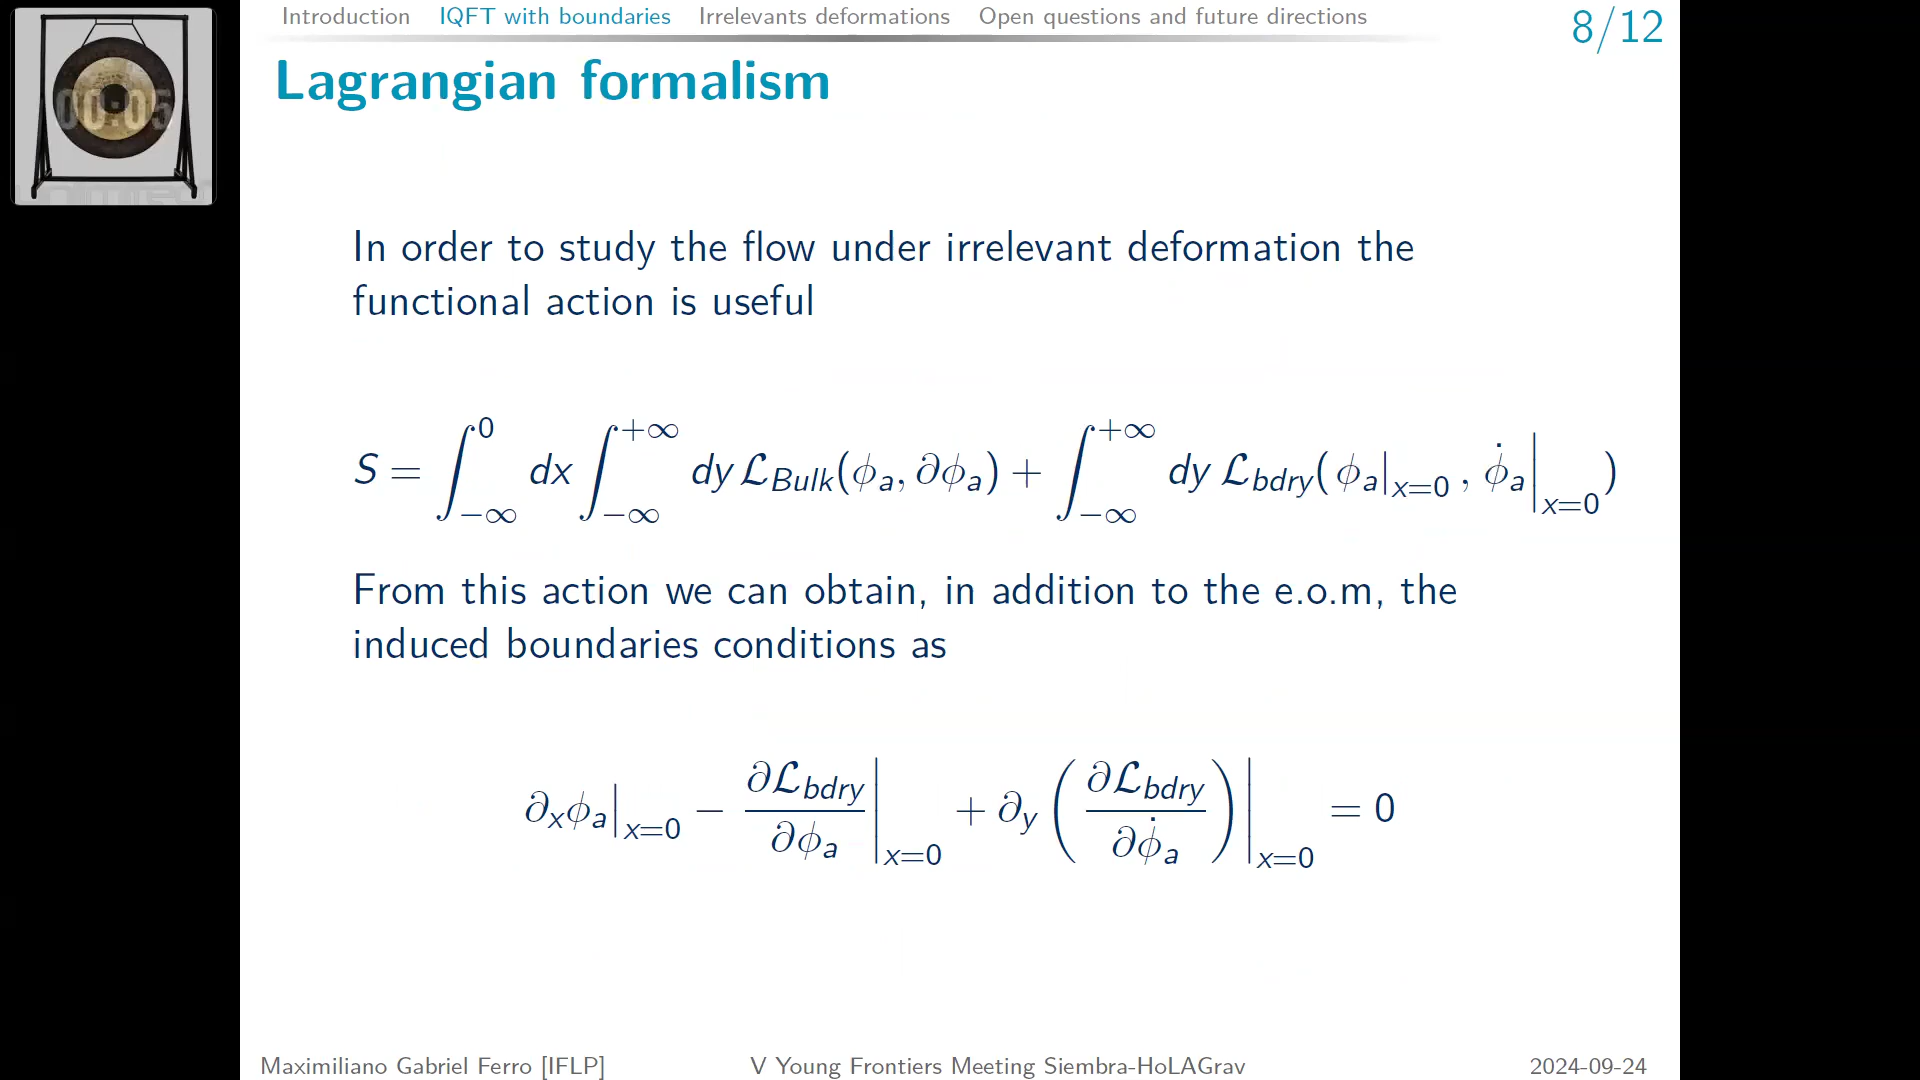 Introduction IQFT with boundaries Irrelevants deformations Open questions and future directions
8/12
Lagrangian formalism
00:05
In order to study the flow under irrelevant deformation the
functional action is useful
S = ∫_{−∞}^{0} dx ∫_{−∞}^{+∞} dy ℒ_{Bulk}(ϕ_a, ∂ϕ_a) + ∫_{−∞}^{+∞} dy ℒ_{bdry}( ϕ_a|_{x=0} , ϕ̇_a|_{x=0} )
From this action we can obtain, in addition to the e.o.m, the
induced boundaries conditions as
∂_xϕ_a|_{x=0} − ∂ℒ_{bdry}/∂ϕ_a|_{x=0} + ∂_y (∂ℒ_{bdry}/∂ϕ̇_a)|_{x=0} = 0
Maximiliano Gabriel Ferro [IFLP] V Young Frontiers Meeting Siembra-HoLAGrav 2024-09-24